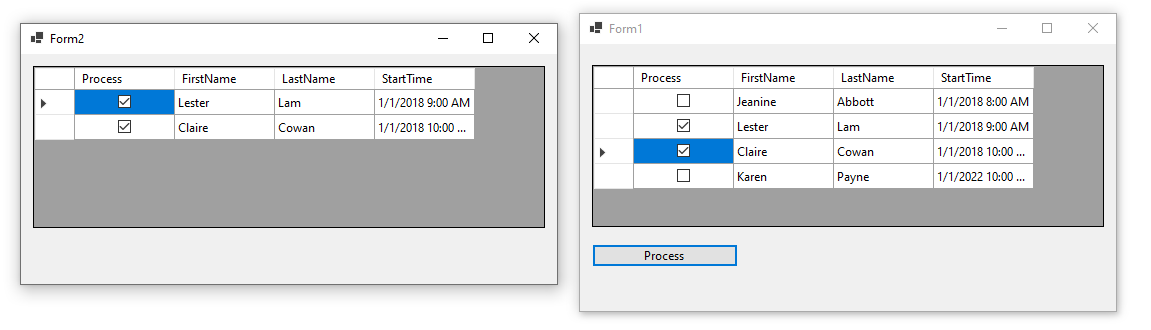 Form2
Process FirstName LastName StartTime
Lester Lam 1/1/2018 9:00 AM
Claire Cowan 1/1/2018 10:00 ...
Form1
Process FirstName LastName StartTime
Jeanine Abbott 1/1/2018 8:00 AM
Lester Lam 1/1/2018 9:00 AM
Claire Cowan 1/1/2018 10:00 ...
Karen Payne 1/1/2022 10:00 ...
Process